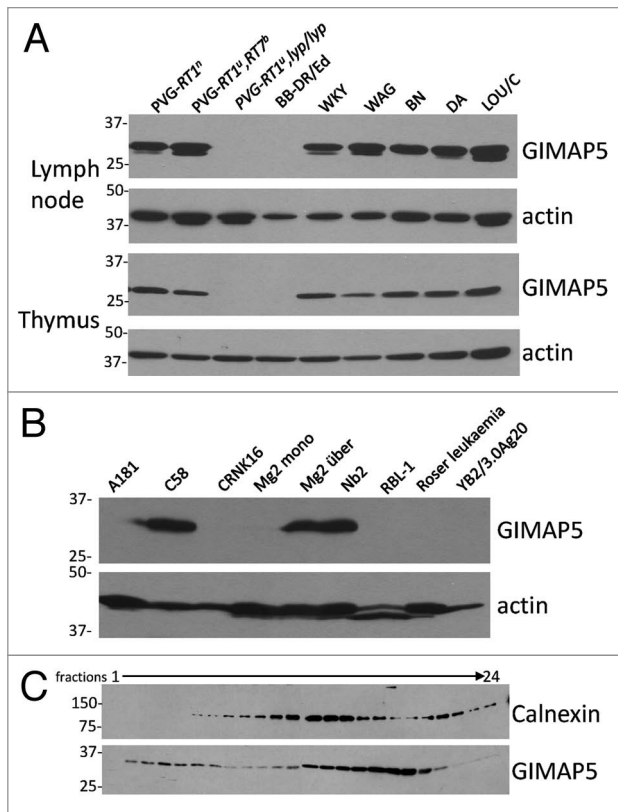 A
PVG-RT1ⁿ
PVG-RT1ᵘ,RT7ᵇ
PVG-RT1ᵘ,lyp/lyp
BB-DR/Ed
WKY
WAG
BN
DA
LOU/C
Lymph
node
37-
25-
GIMAP5
50-
37-
actin
Thymus
37-
25-
GIMAP5
50-
37-
actin
B
A181
C58
CRNK16
Mg2 mono
Mg2 über
Nb2
RBL-1
Roser leukaemia
YB2/3.0Ag20
37-
25-
GIMAP5
50-
37-
actin
C
fractions 1 24
150-
75-
Calnexin
37-
25-
GIMAP5